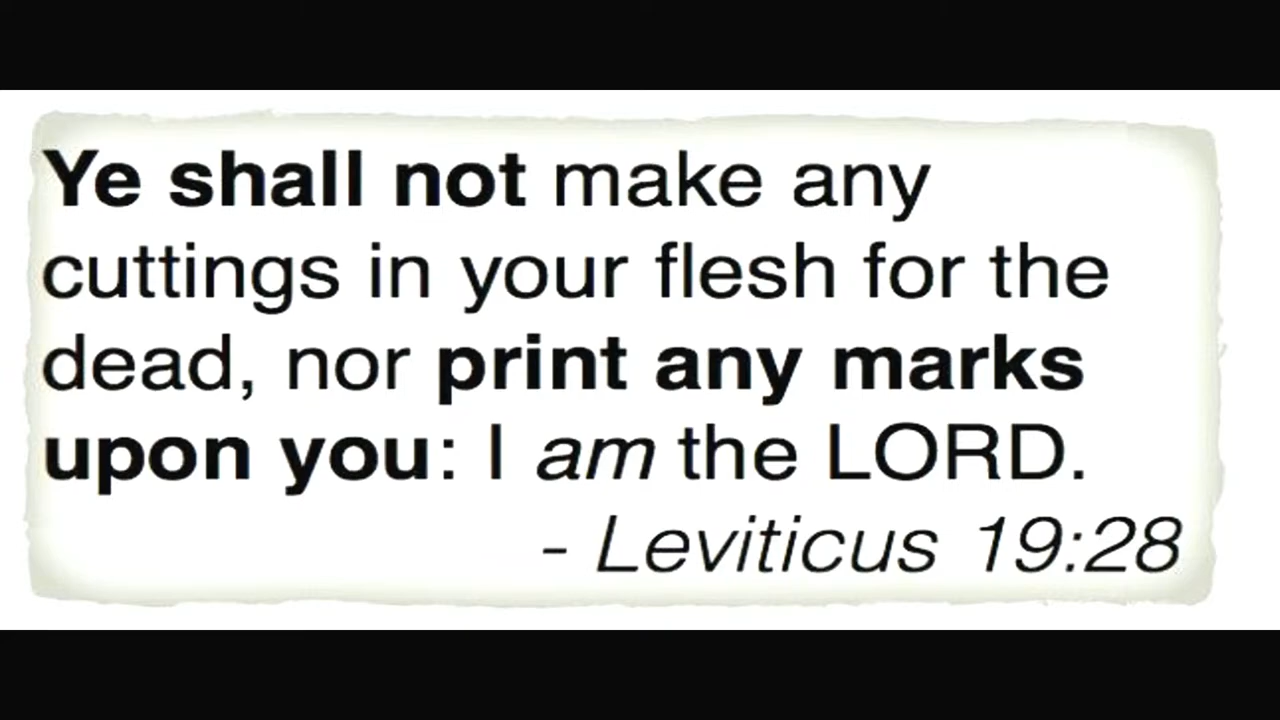 Ye shall not make any
cuttings in your flesh for the
dead, nor print any marks
upon you: I am the LORD.
- Leviticus 19:28